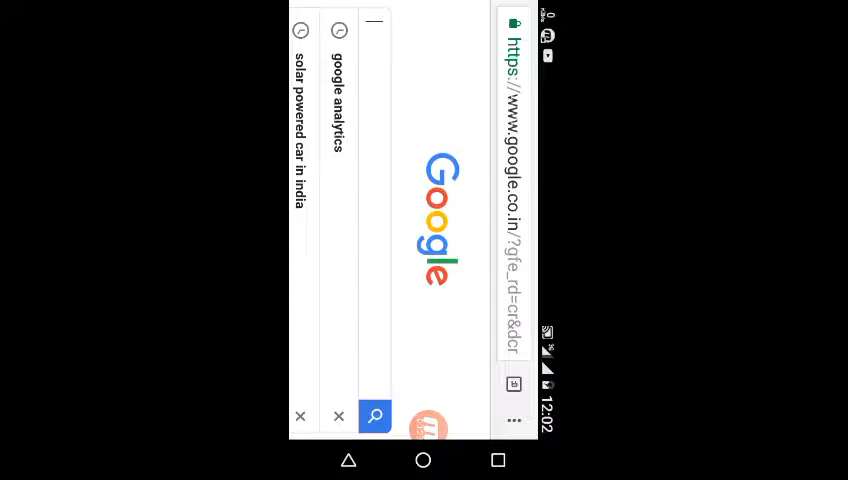 12:02
https://www.google.co.in/?gfe_rd=cr&dcr
Google
google analytics
solar powered car in india